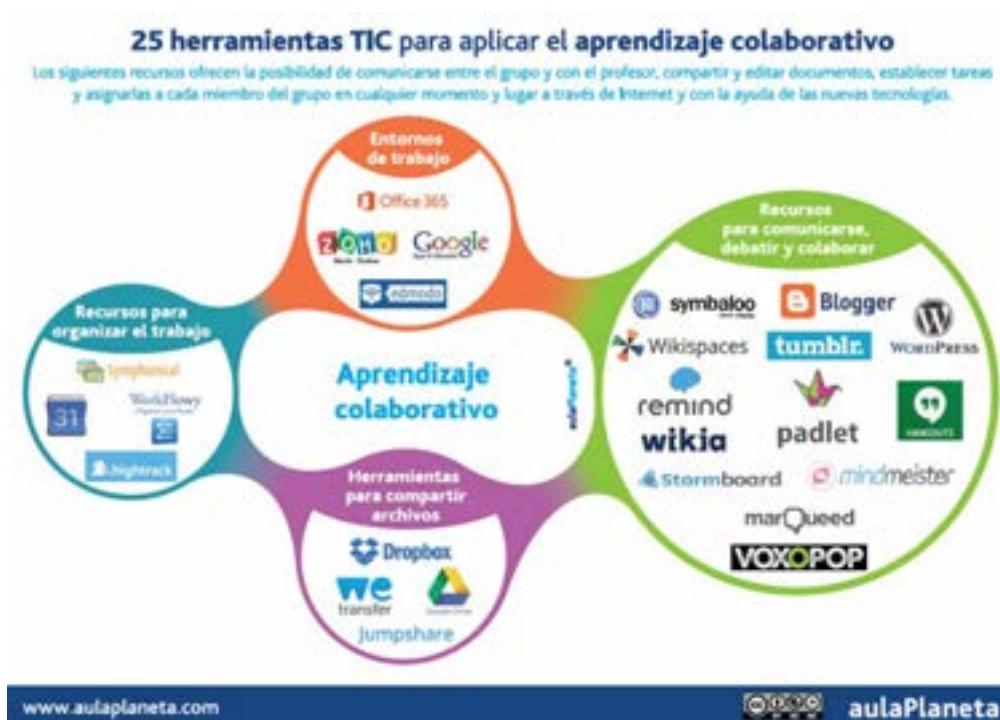 25 herramientas TIC para aplicar el aprendizaje colaborativo
Los siguientes recursos ofrecen la posibilidad de comunicarse entre el grupo y con el profesor, compartir y editar documentos, establecer tareas
y asignarlas a cada miembro del grupo en cualquier momento y lugar a través de Internet y con la ayuda de las nuevas tecnologías.
Entornos
de trabajo
Office 365
ZOHO
Google
edmodo
Recursos
para comunicarse,
debatir y colaborar
symbaloo
Blogger
WORDPRESS
Wikispaces
tumblr.
remind
padlet
HANGOUTS
wikia
Stormboard
mindmeister
marQueed
VOXOPOP
Recursos para
organizar el trabajo
Symphonical
31
WorkFlowy
hightrack
Aprendizaje
colaborativo
aulaPlaneta
Herramientas
para compartir
archivos
Dropbox
we
transfer
Google Drive
Jumpshare
www.aulaplaneta.com
aulaPlaneta